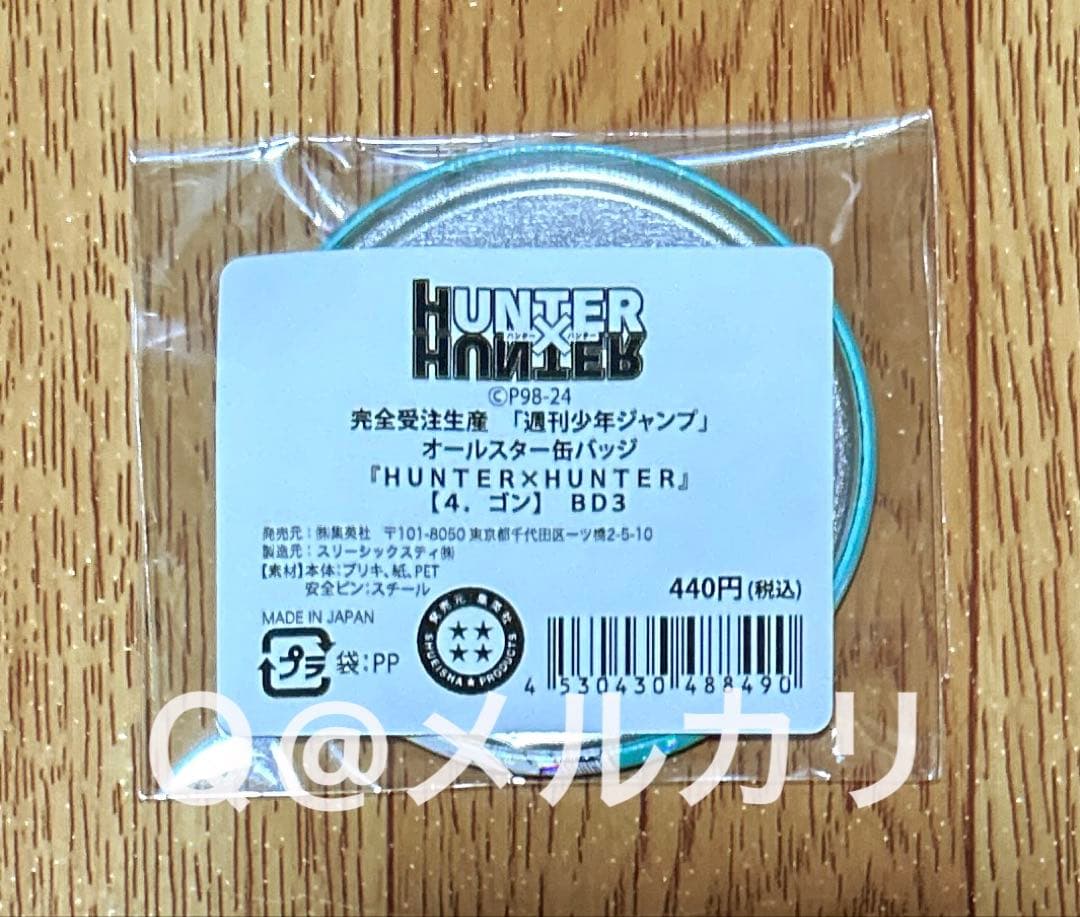 HUNTER
ハンター×ハンター
HUNTER
©P98-24
完全受注生産 「週刊少年ジャンプ」
オールスター缶バッジ
『HUNTER×HUNTER』
【4．ゴン】 BD3
発売元：㈱集英社 〒101-8050 東京都千代田区一ツ橋2-5-10
製造元：スリーシックスティ㈱
【素材】本体：ブリキ、紙、PET
安全ピン：スチール
440円(税込)
MADE IN JAPAN
プラ 袋：PP
発売元 集英社
SHUEISHA★PRODUCTS
4 530430 488490
Q@メルカリ